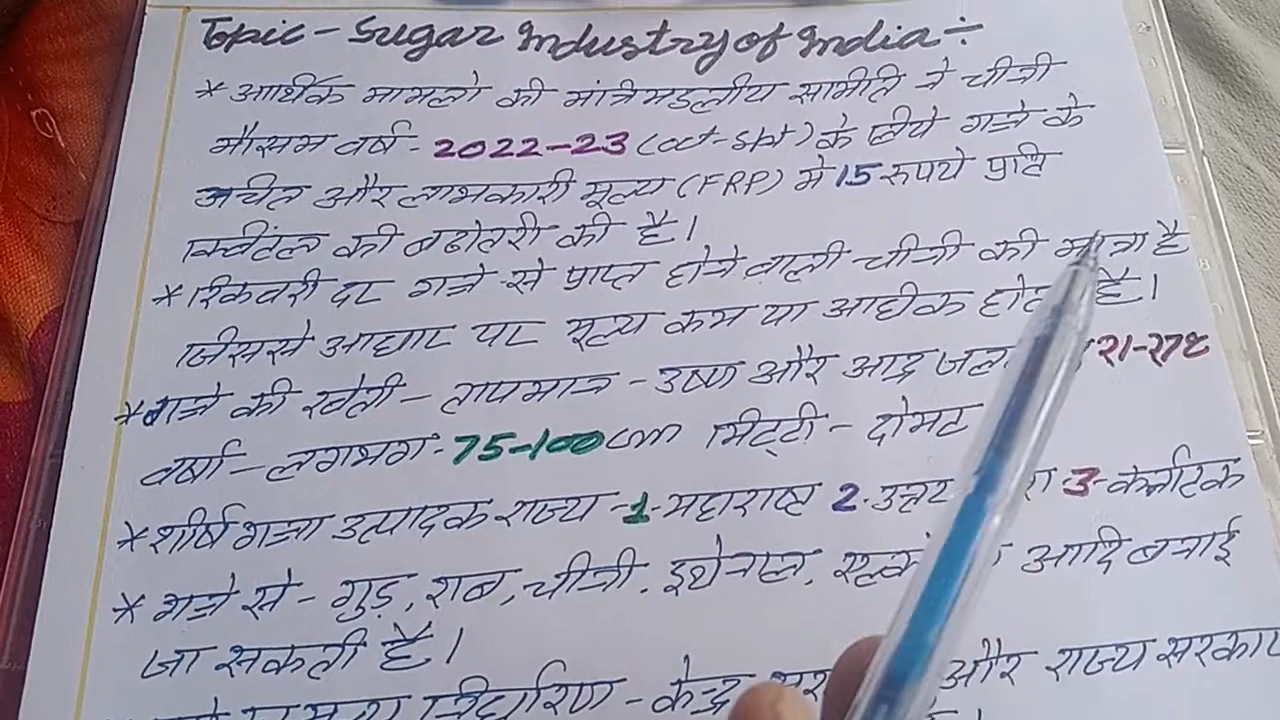 Topic - Sugar Industry of India ÷
* आर्थिक मामलो की मंत्रिमंडलीय समिति ने चीनी
मौसम वर्ष - 2022-23 (oct-sept) के लिये गन्ने के
उचित और लाभकारी मूल्य (FRP) में 15 रुपये प्रति
क्विंटल की बढोतरी की है।
* रिकवरी दर गन्ने से प्राप्त होने वाली चीनी की मात्रा है
जिससे आधार पर मूल्य कम या अधिक होता है।
* गन्ने की खेती - तापमान - उष्ण और आद्र 21-27°c
वर्षा - लगभग - 75-100 cm मिट्टी - दोमट
* शीर्ष गन्ना उत्पादक राज्य - 1. महाराष्ट 2. उत्तर 3. कर्नाटक
* गन्ने से - गुड़, राब, चीनी, इथेनाल, आदि बनाई
जा सकती है।
निर्धारण - केन्द्र और राज्य सरकार